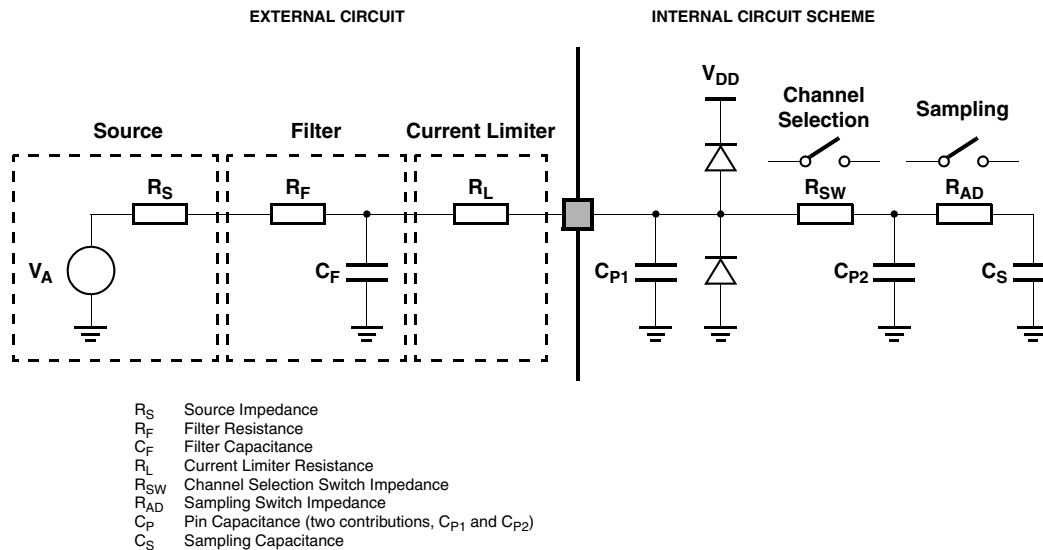 EXTERNAL CIRCUIT
INTERNAL CIRCUIT SCHEME
VDD
Channel
Selection
Sampling
Source
Filter
Current Limiter
RS
RF
RL
RSW
RAD
VA
CF
CP1
CP2
CS
RS Source Impedance
RF Filter Resistance
CF Filter Capacitance
RL Current Limiter Resistance
RSW Channel Selection Switch Impedance
RAD Sampling Switch Impedance
CP Pin Capacitance (two contributions, CP1 and CP2)
CS Sampling Capacitance